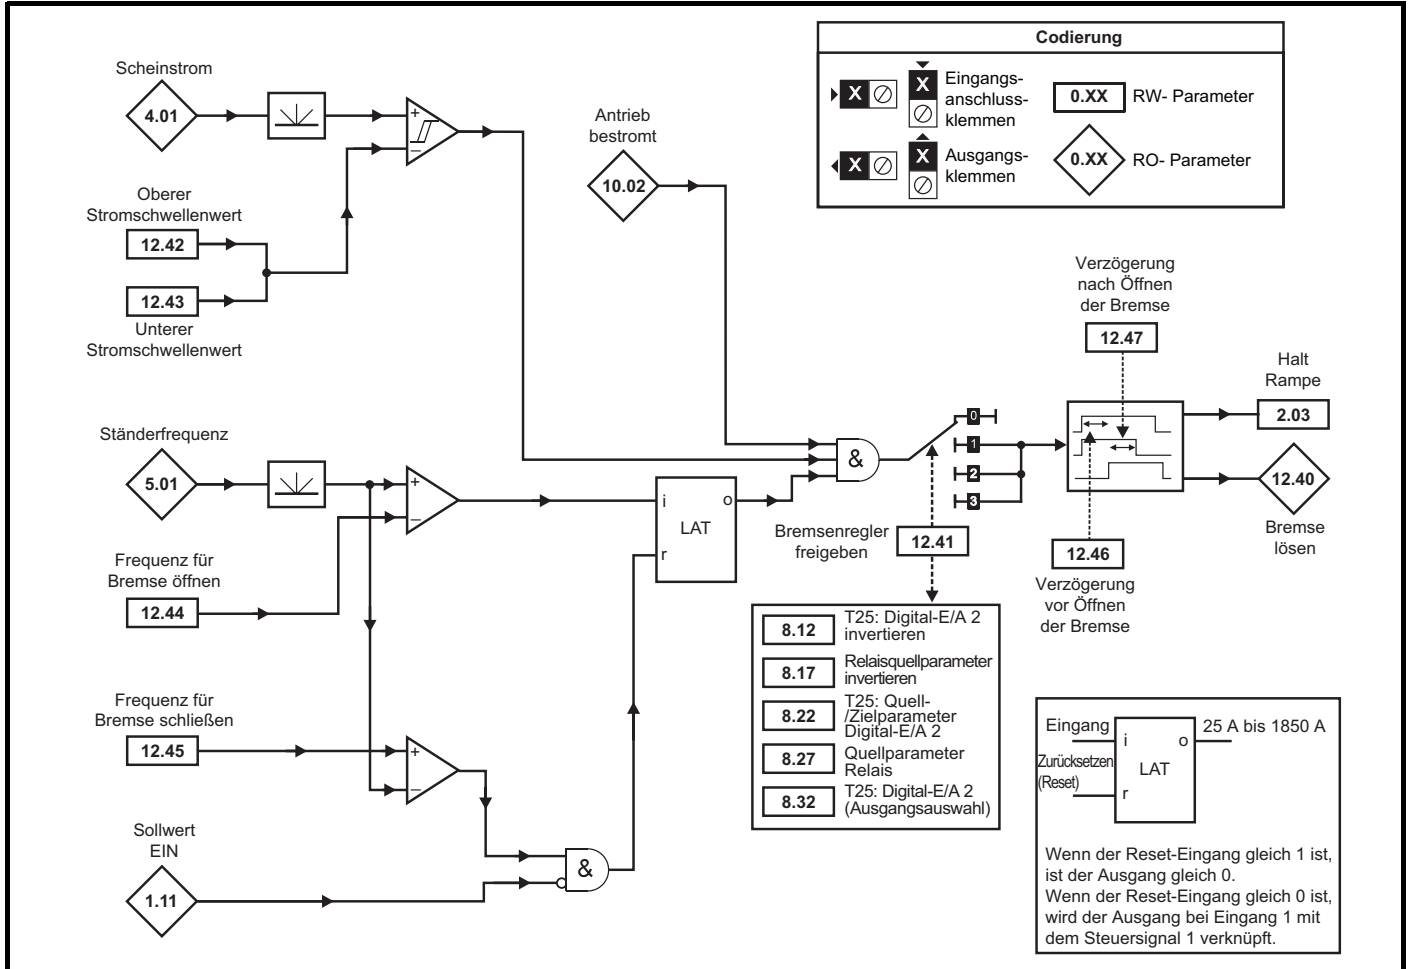 Codierung
X
X
Eingangs-
anschluss-
klemmen
0.XX
RW- Parameter
X
X
Ausgangs-
klemmen
0.XX
RO- Parameter
Scheinstrom
4.01
+
–
Oberer
Stromschwellenwert
12.42
12.43
Unterer
Stromschwellenwert
Antrieb
bestromt
10.02
Ständerfrequenz
5.01
+
–
Frequenz für
Bremse öffnen
12.44
Frequenz für
Bremse schließen
12.45
+
–
Sollwert
EIN
1.11
&
i
o
LAT
r
&
0
1
2
3
Bremsenregler
freigeben
12.41
8.12
T25: Digital-E/A 2
invertieren
8.17
Relaisquellparameter
invertieren
8.22
T25: Quell-
/Zielparameter
Digital-E/A 2
8.27
Quellparameter
Relais
8.32
T25: Digital-E/A 2
(Ausgangsauswahl)
Verzögerung
nach Öffnen
der Bremse
12.47
12.46
Verzögerung
vor Öffnen
der Bremse
Halt
Rampe
2.03
12.40
Bremse
lösen
Eingang
i
o
25 A bis 1850 A
Zurücksetzen
(Reset)
LAT
r
Wenn der Reset-Eingang gleich 1 ist,
ist der Ausgang gleich 0.
Wenn der Reset-Eingang gleich 0 ist,
wird der Ausgang bei Eingang 1 mit
dem Steuersignal 1 verknüpft.